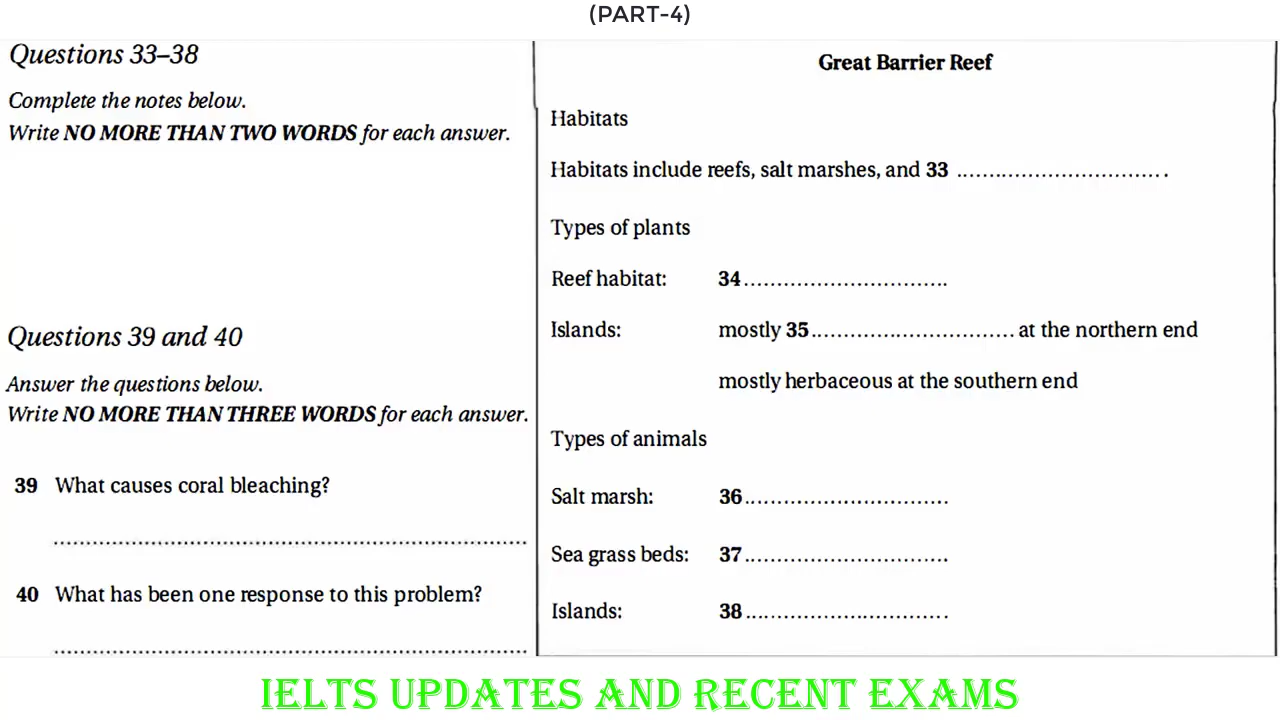 (PART-4)
Questions 33–38
Complete the notes below.
Write NO MORE THAN TWO WORDS for each answer.
Questions 39 and 40
Answer the questions below.
Write NO MORE THAN THREE WORDS for each answer.
39 What causes coral bleaching?
................................................................................
40 What has been one response to this problem?
................................................................................
Great Barrier Reef
Habitats
Habitats include reefs, salt marshes, and 33 ................................ .
Types of plants
Reef habitat: 34 ...............................
Islands: mostly 35 ............................... at the northern end
mostly herbaceous at the southern end
Types of animals
Salt marsh: 36 ...............................
Sea grass beds: 37 ...............................
Islands: 38 ...............................
IELTS UPDATES AND RECENT EXAMS